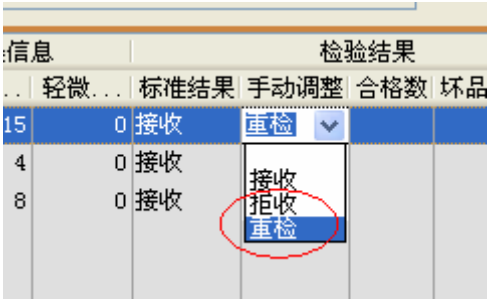 信息 检验结果
.. 轻微... 标准结果 手动调整 合格数 坏品
15 0 接收 重检
4 0 接收
8 0 接收
接收
拒收
重检